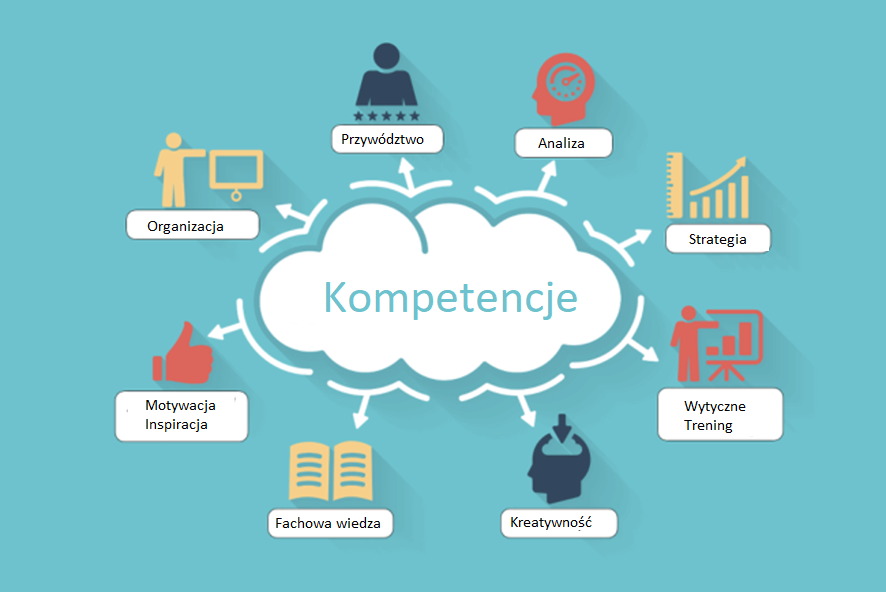 Przywództwo
Analiza
Organizacja
Strategia
Kompetencje
Motywacja
Inspiracja
Wytyczne
Trening
Fachowa wiedza
Kreatywność